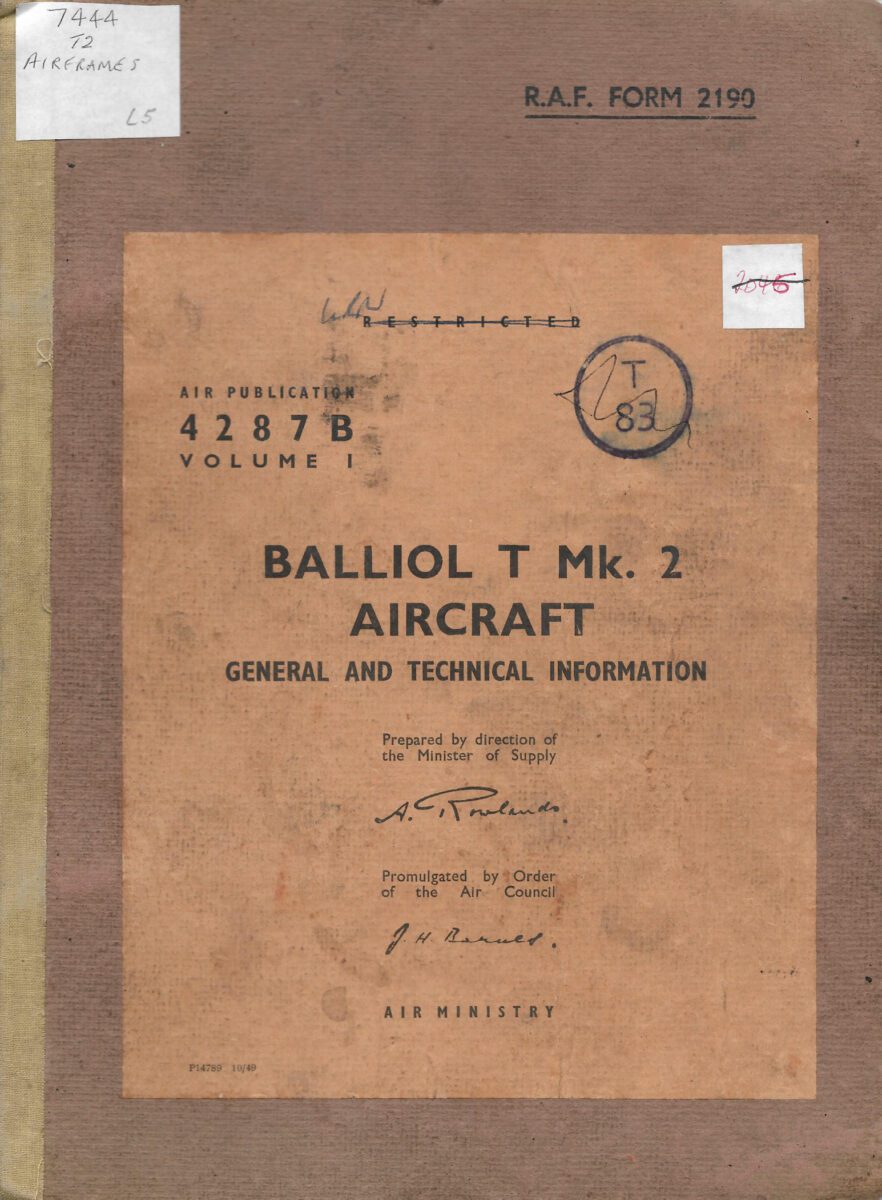 7444
T2
AIRFRAMES
L5
R.A.F. FORM 2190
2045
RESTRICTED
T
83
AIR PUBLICATION
4287B
VOLUME I
BALLIOL T Mk. 2
AIRCRAFT
GENERAL AND TECHNICAL INFORMATION
Prepared by direction of
the Minister of Supply
A. Rowlands.
Promulgated by Order
of the Air Council
J. H. Barnes.
AIR MINISTRY
P14789 10/49